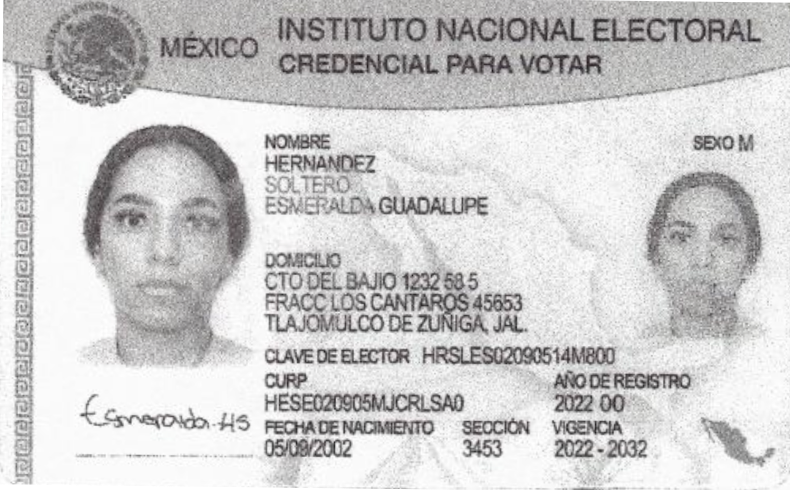 MÉXICO
INSTITUTO NACIONAL ELECTORAL
CREDENCIAL PARA VOTAR
NOMBRE
HERNANDEZ
SOLTERO
ESMERALDA GUADALUPE
SEXO M
DOMICILIO
CTO DEL BAJIO 1232 58 5
FRACC LOS CANTAROS 45653
TLAJOMULCO DE ZUÑIGA, JAL.
CLAVE DE ELECTOR HRSLES02090514M800
CURP
HESE020905MJCRLSA0
AÑO DE REGISTRO
2022 00
FECHA DE NACIMIENTO
05/09/2002
SECCIÓN
3453
VIGENCIA
2022 - 2032
Esmeralda HS